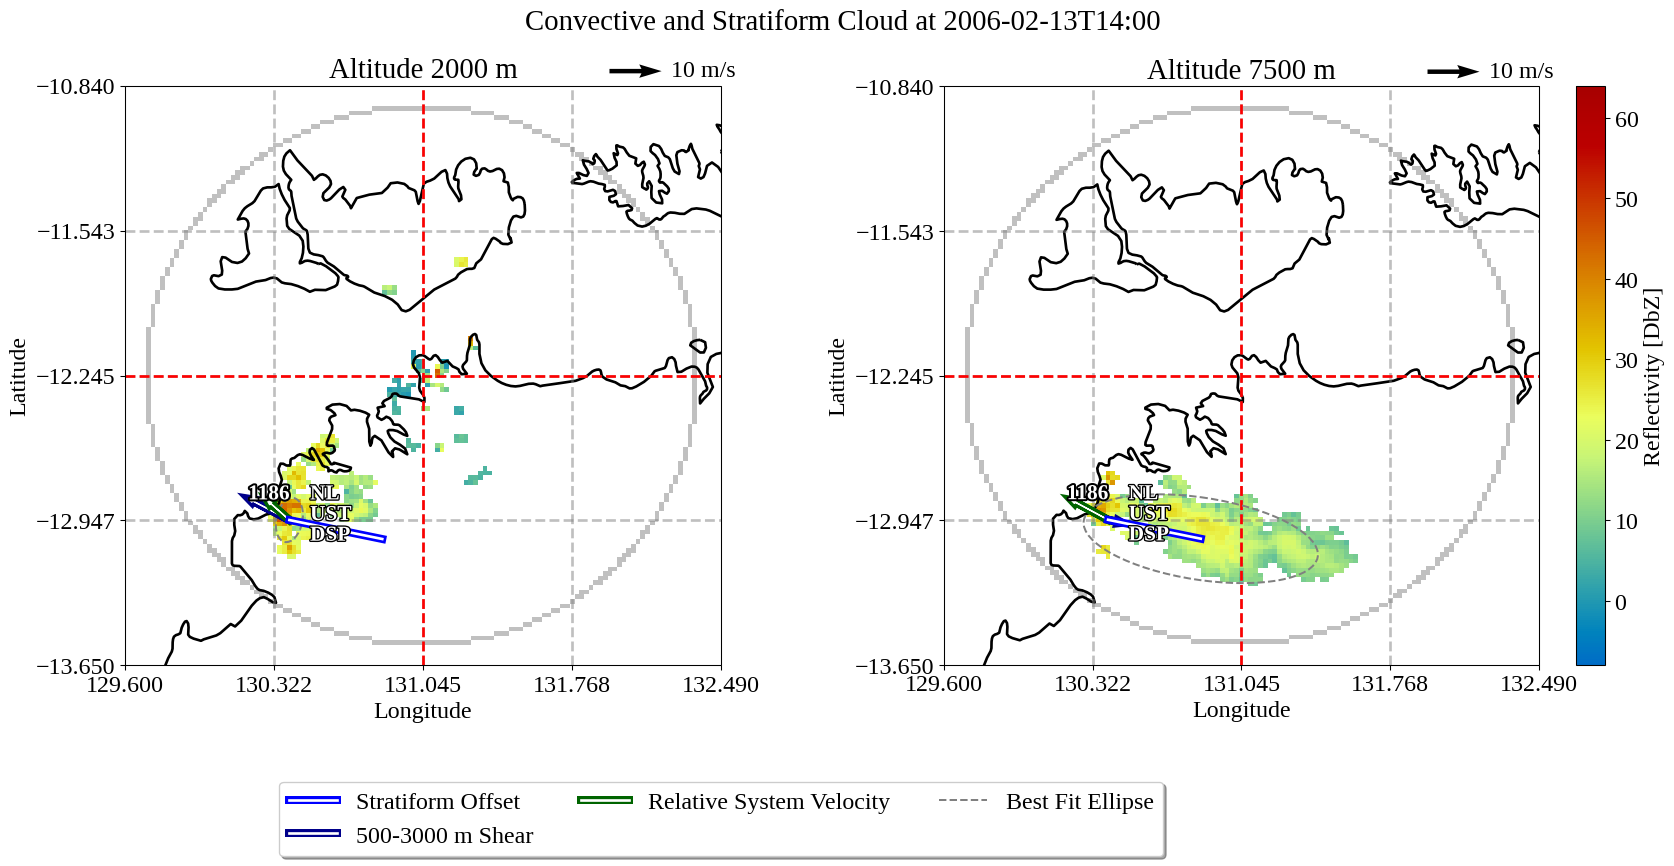 Convective and Stratiform Cloud at 2006-02-13T14:00
Altitude 2000 m
10 m/s
Altitude 7500 m
10 m/s
−10.840
−11.543
−12.245
−12.947
−13.650
Latitude
129.600
130.322
131.045
131.768
132.490
Longitude
1186
NL
UST
DSP
−10.840
−11.543
−12.245
−12.947
−13.650
Latitude
129.600
130.322
131.045
131.768
132.490
Longitude
1186
NL
UST
DSP
60
50
40
30
20
10
0
Reflectivity [DbZ]
Stratiform Offset
500-3000 m Shear
Relative System Velocity
Best Fit Ellipse